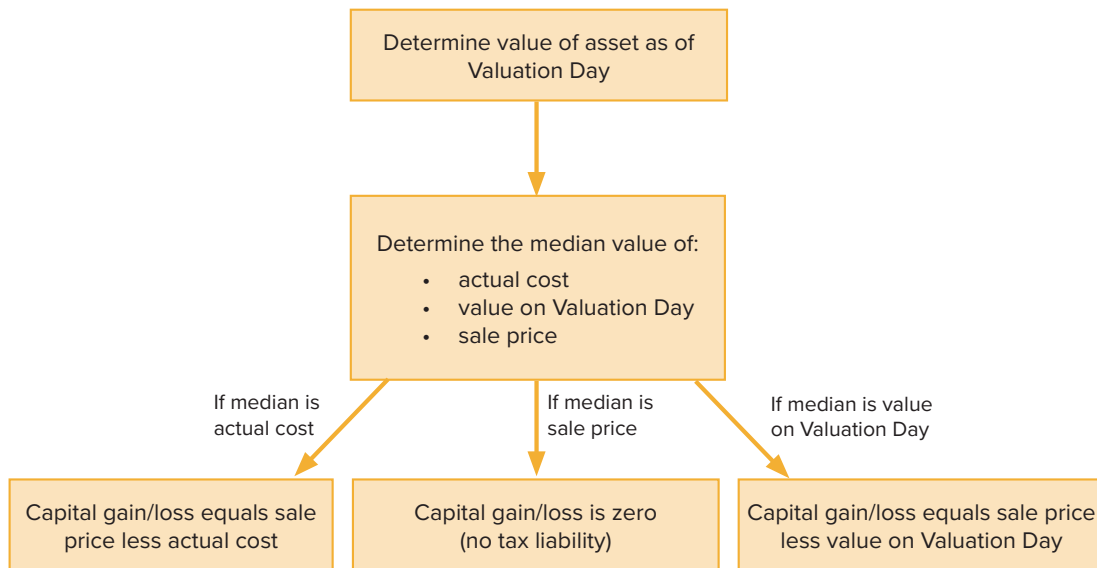 Determine value of asset as of
Valuation Day
Determine the median value of:
• actual cost
• value on Valuation Day
• sale price
If median is
actual cost
If median is
sale price
If median is value
on Valuation Day
Capital gain/loss equals sale
price less actual cost
Capital gain/loss is zero
(no tax liability)
Capital gain/loss equals sale price
less value on Valuation Day